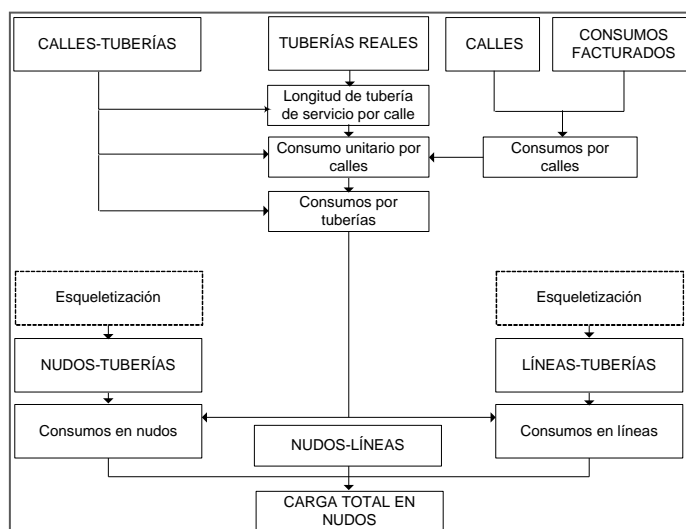 CALLES-TUBERÍAS
TUBERÍAS REALES
CALLES
CONSUMOS
FACTURADOS
Longitud de tubería
de servicio por calle
Consumo unitario por
calles
Consumos por
calles
Consumos por
tuberías
Esqueletización
Esqueletización
NUDOS-TUBERÍAS
LÍNEAS-TUBERÍAS
Consumos en nudos
NUDOS-LÍNEAS
Consumos en líneas
CARGA TOTAL EN
NUDOS